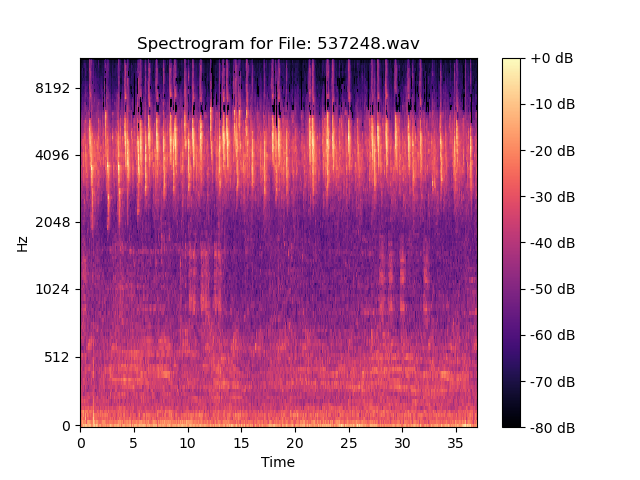 Spectrogram for File: 537248.wav
Hz
8192
4096
2048
1024
512
0
0 5 10 15 20 25 30 35
Time
+0 dB
-10 dB
-20 dB
-30 dB
-40 dB
-50 dB
-60 dB
-70 dB
-80 dB